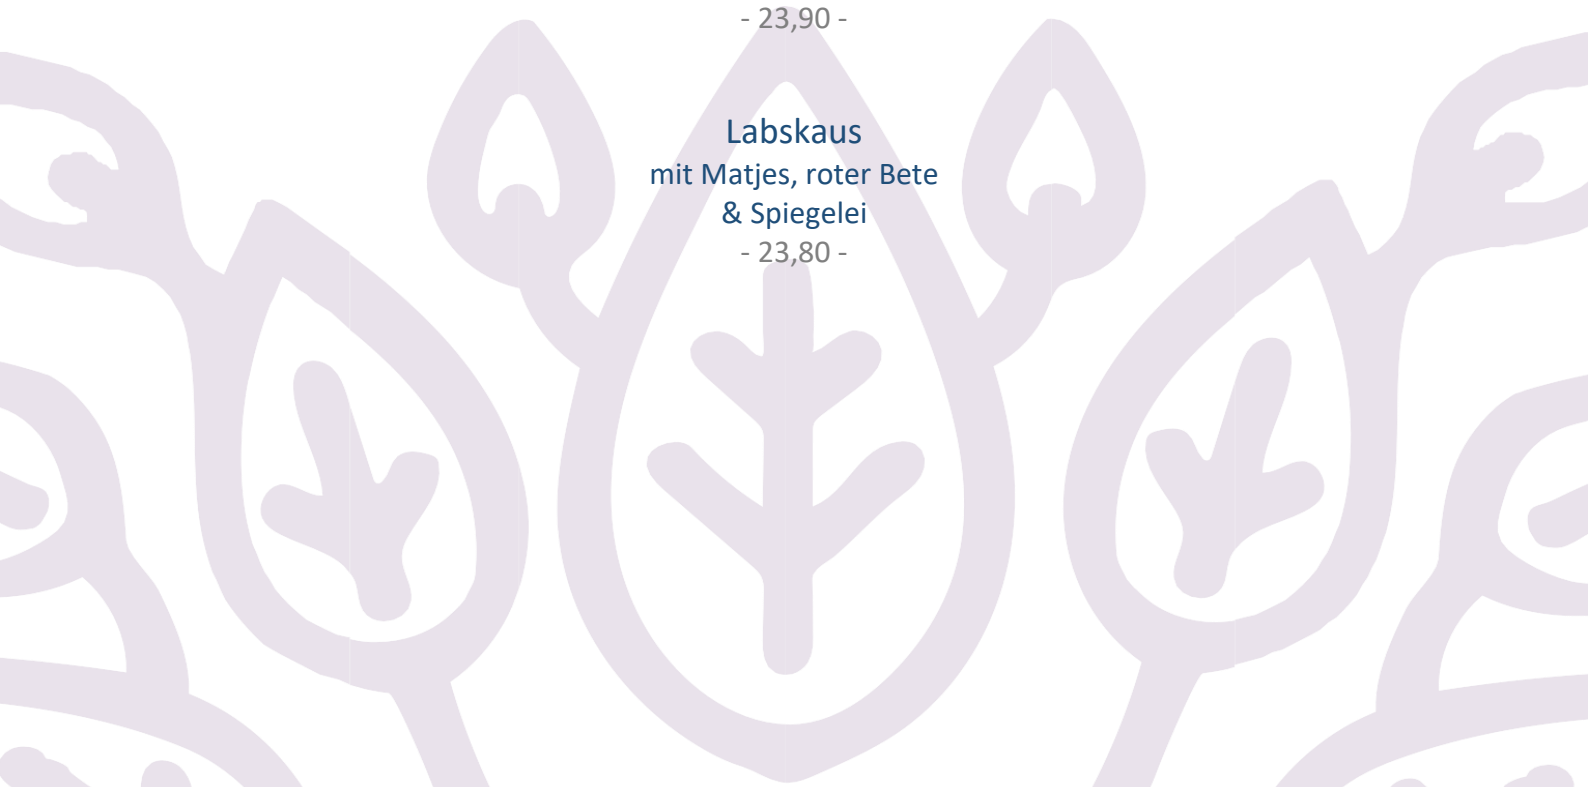 - 23,90 -
Labskaus
mit Matjes, roter Bete
& Spiegelei
- 23,80 -